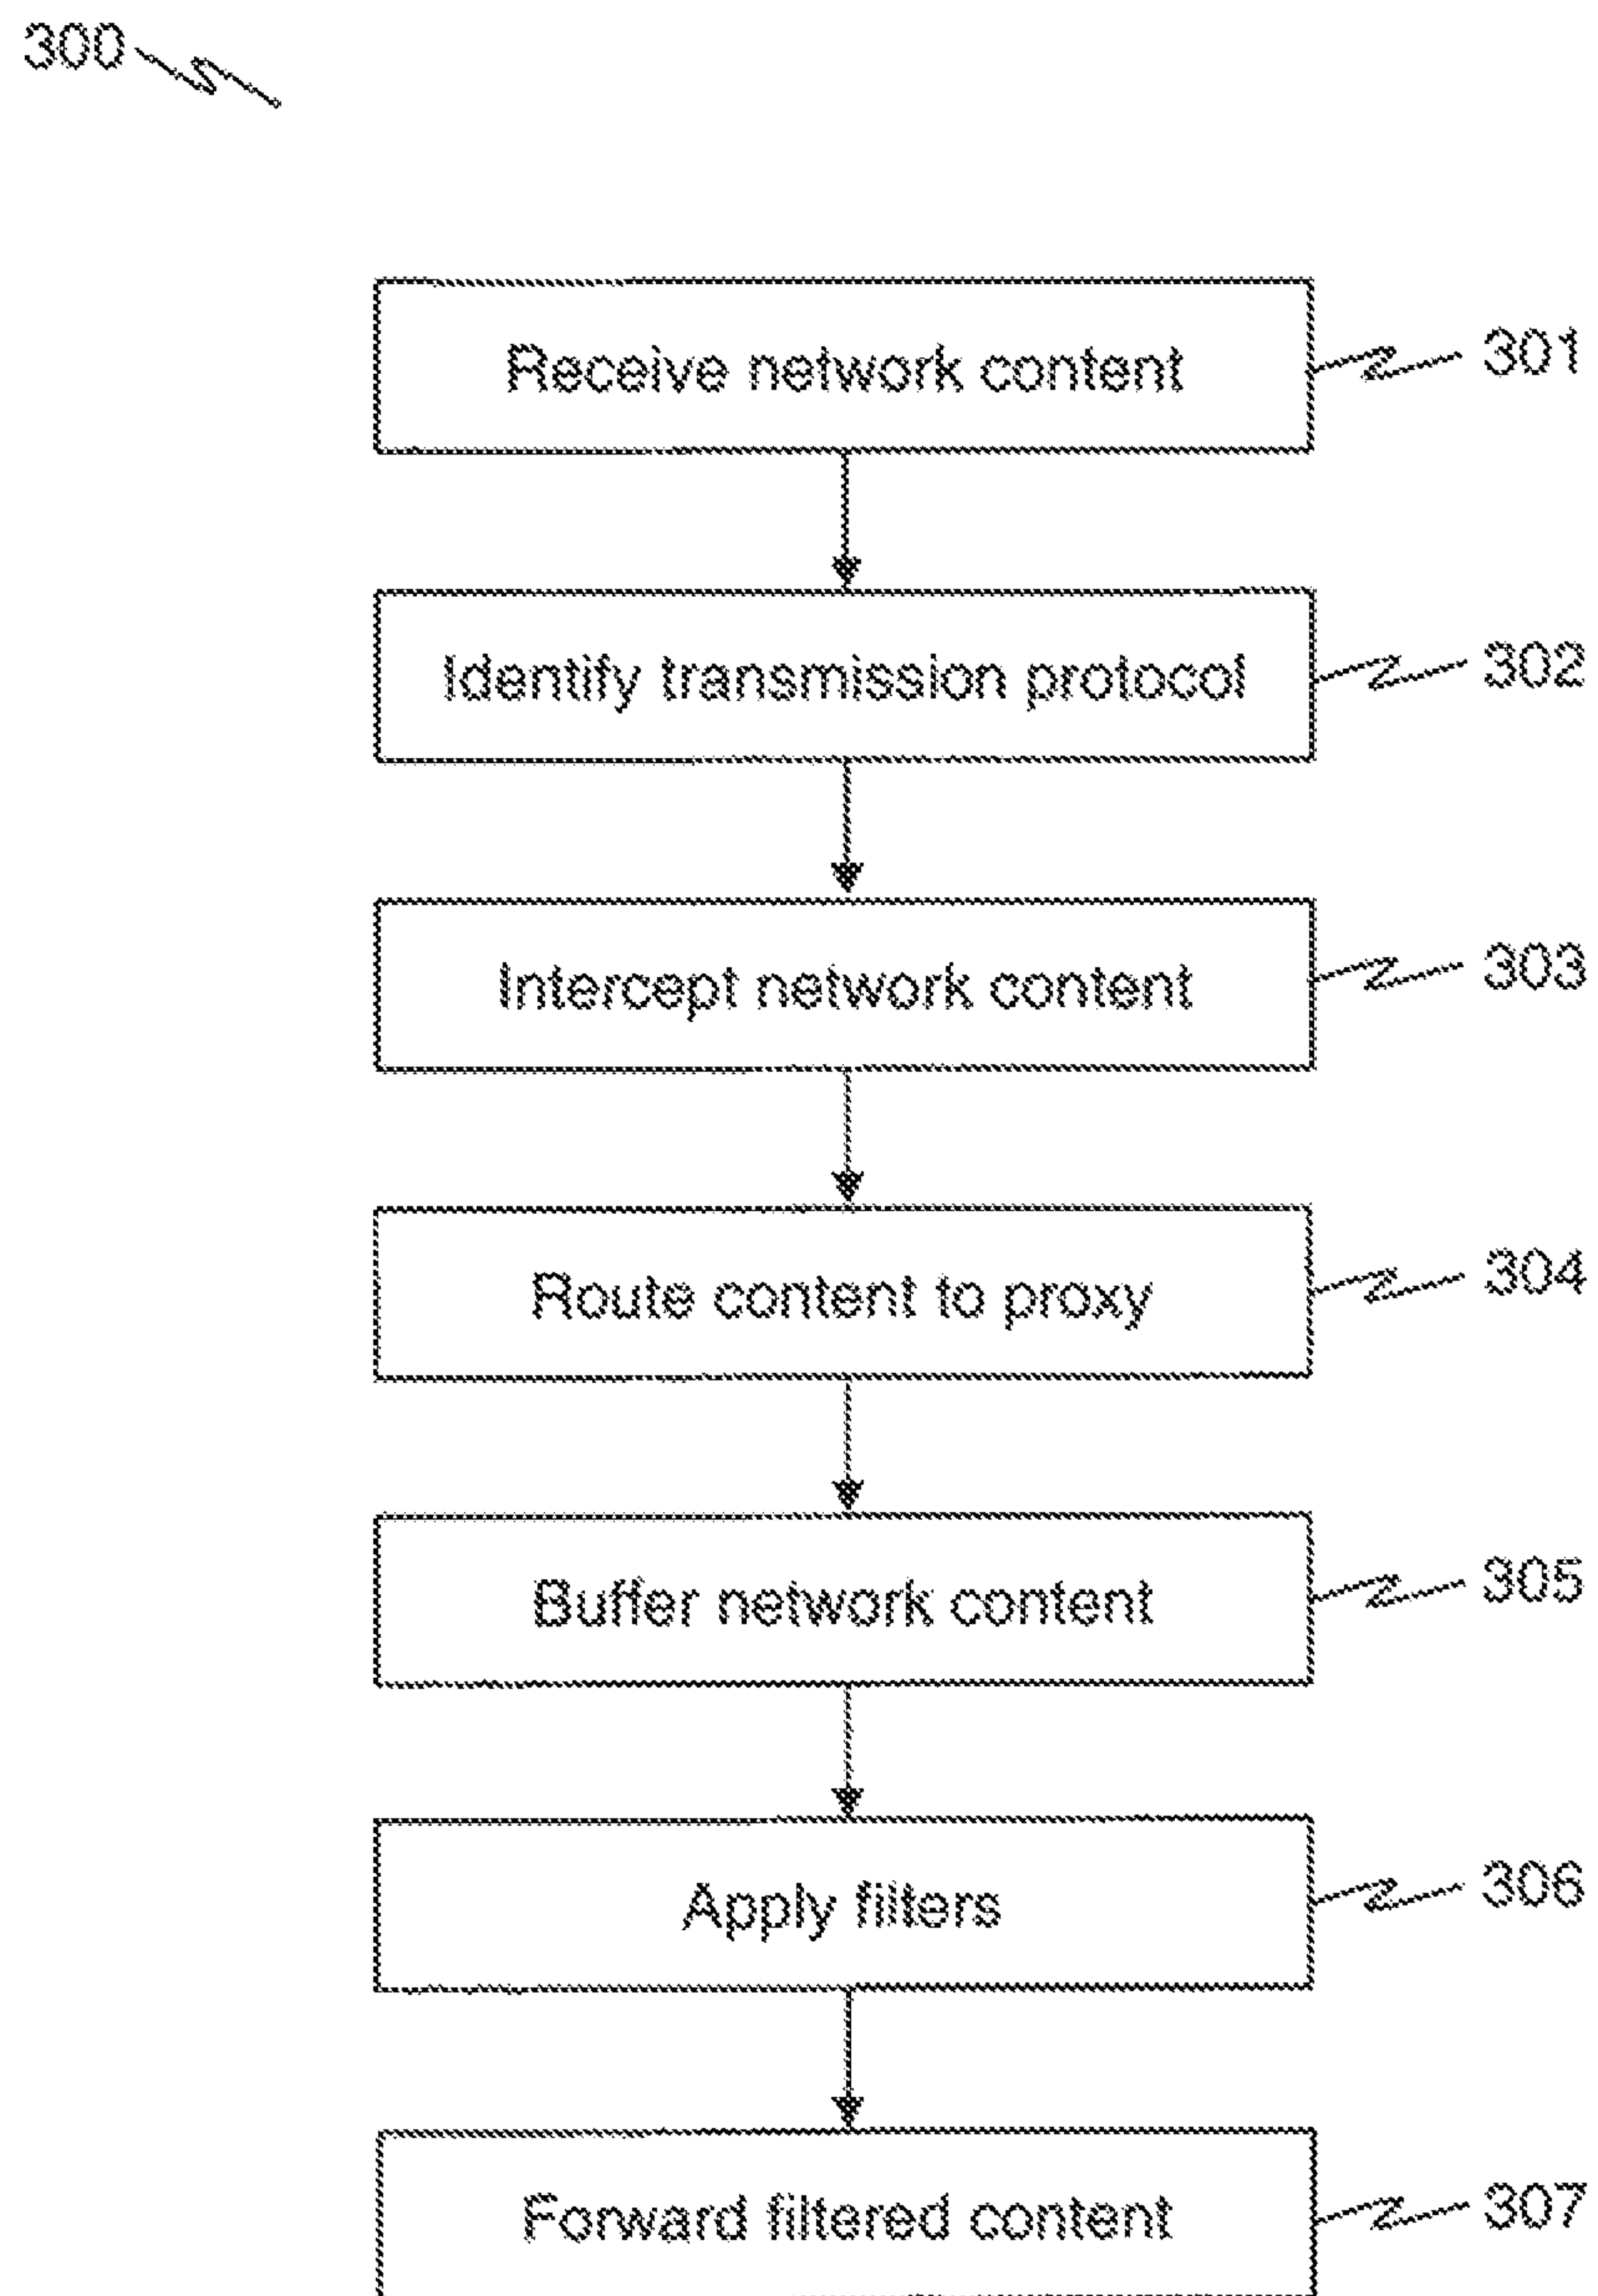 300
Receive network content 301
Identify transmission protocol 302
Intercept network content 303
Route content to proxy 304
Buffer network content 305
Apply filters 306
Forward filtered content 307